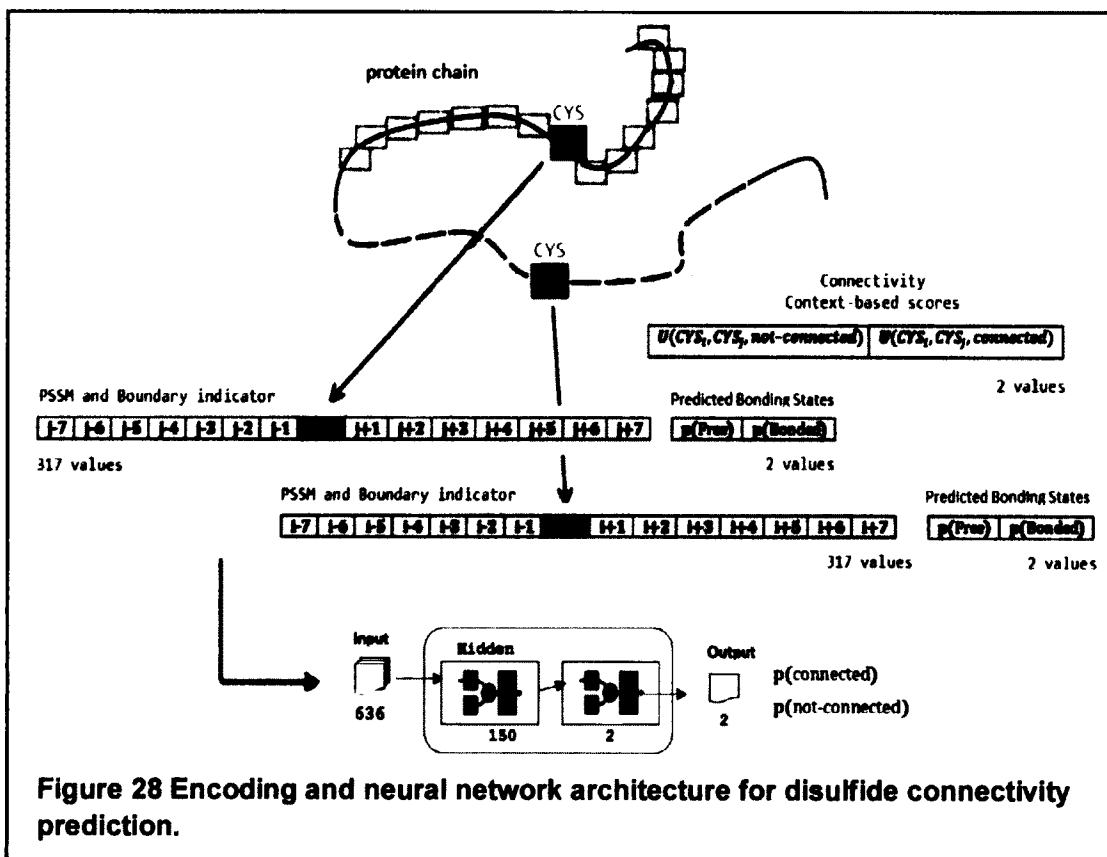 protein chain
CYS
CYS
Connectivity
Context-based scores
U(CYS_i, CYS_j, not-connected) U(CYS_i, CYS_j, connected)
2 values
PSSM and Boundary indicator
Predicted Bonding States
j-7 j-6 j-5 j-4 j-3 j-2 j-1 j+1 j+2 j+3 j+4 j+5 j+6 j+7
p(Free) p(Bonded)
317 values
2 values
PSSM and Boundary indicator
Predicted Bonding States
i-7 i-6 i-5 i-4 i-3 i-2 i-1 i+1 i+2 i+3 i+4 i+5 i+6 i+7
p(Free) p(Bonded)
317 values
2 values
Input
Hidden
Output
p(connected)
p(not-connected)
636
150
2
2
Figure 28 Encoding and neural network architecture for disulfide connectivity
prediction.